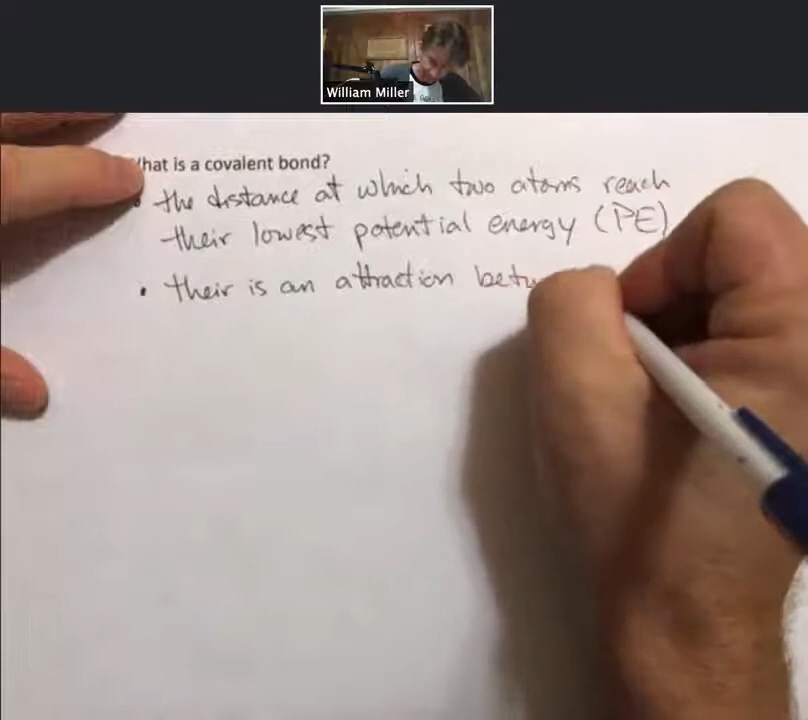 William Miller
hat is a covalent bond?
the distance at which two atoms reach
their lowest potential energy (PE)
• their is an attraction betw